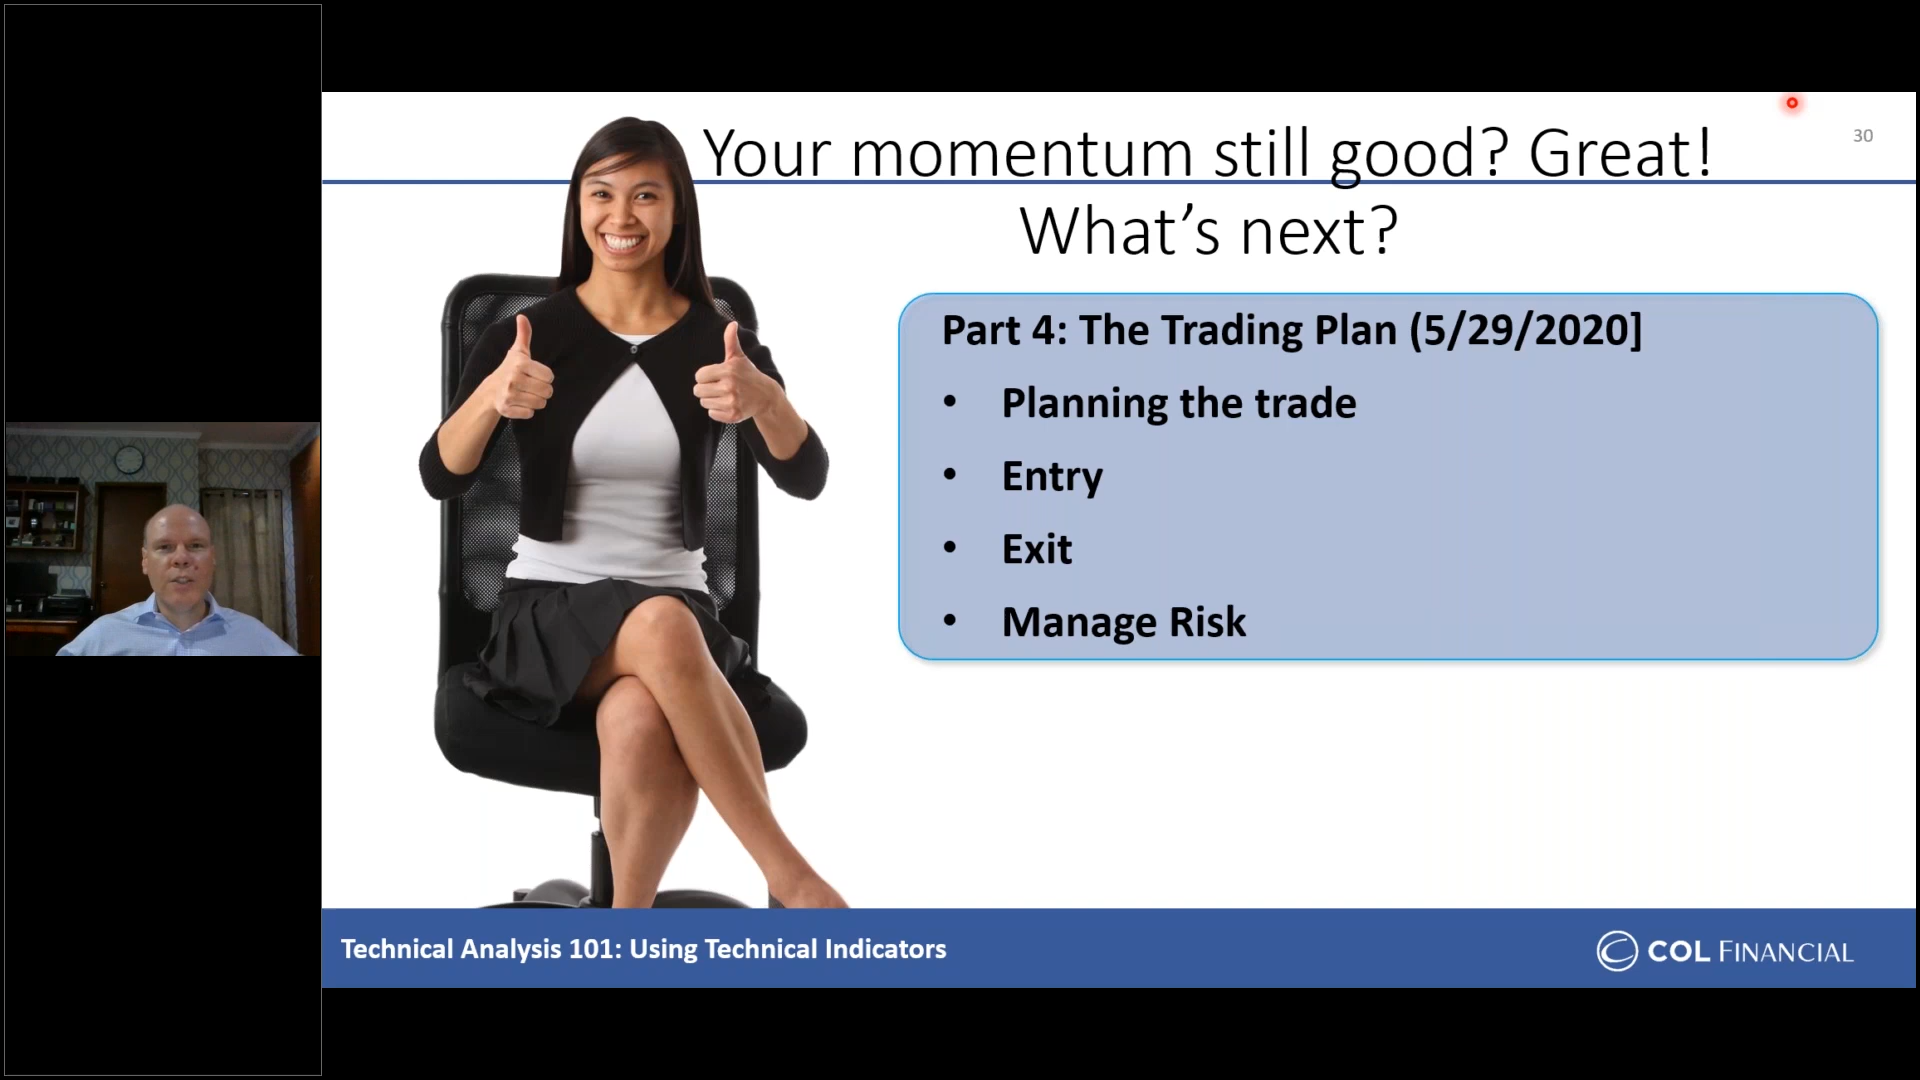 Your momentum still good? Great!
30
What's next?
Part 4: The Trading Plan (5/29/2020]
• Planning the trade
• Entry
• Exit
• Manage Risk
Technical Analysis 101: Using Technical Indicators
COL FINANCIAL